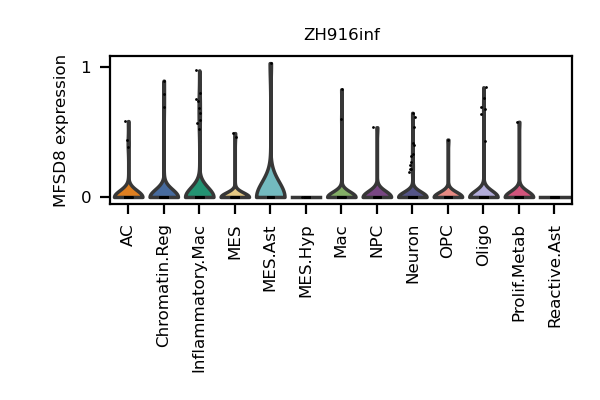 ZH916inf
MFSD8 expression
1
0
AC
Chromatin.Reg
Inflammatory.Mac
MES
MES.Ast
MES.Hyp
Mac
NPC
Neuron
OPC
Oligo
Prolif.Metab
Reactive.Ast